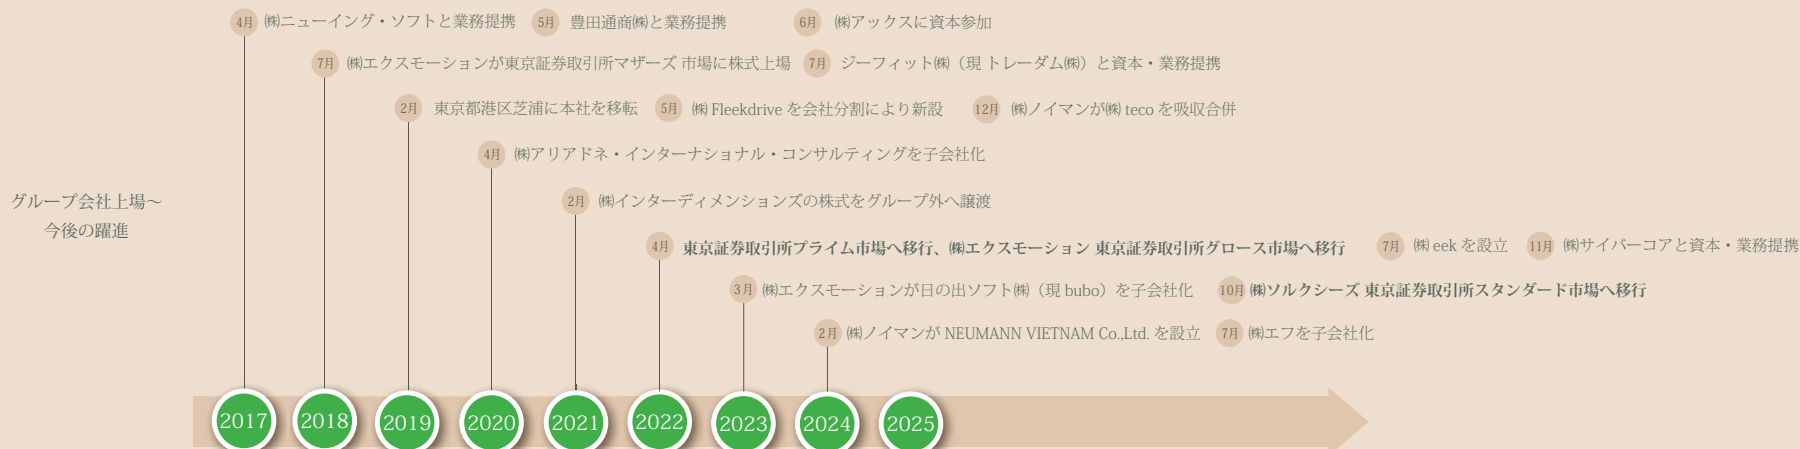 4月 ㈱ニューイング・ソフトと業務提携 5月 豊田通商㈱と業務提携 6月 ㈱アックスに資本参加
7月 ㈱エクスモーションが東京証券取引所マザーズ 市場に株式上場 7月 ジーフィット㈱（現 トレーダム㈱）と資本・業務提携
2月 東京都港区芝浦に本社を移転 5月 ㈱ Fleekdrive を会社分割により新設 12月 ㈱ノイマンが㈱ teco を吸収合併
4月 ㈱アリアドネ・インターナショナル・コンサルティングを子会社化
グループ会社上場～
今後の躍進
2月 ㈱インターディメンションズの株式をグループ外へ譲渡
4月 東京証券取引所プライム市場へ移行、㈱エクスモーション 東京証券取引所グロース市場へ移行 7月 ㈱ eek を設立 11月 ㈱サイバーコアと資本・業務提携
3月 ㈱エクスモーションが日の出ソフト㈱（現 bubo）を子会社化 10月 ㈱ソルクシーズ 東京証券取引所スタンダード市場へ移行
2月 ㈱ノイマンが NEUMANN VIETNAM Co.,Ltd. を設立 7月 ㈱エフを子会社化
2017 2018 2019 2020 2021 2022 2023 2024 2025